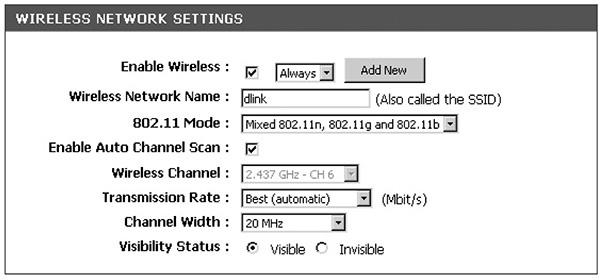 WIRELESS NETWORK SETTINGS
Enable Wireless : Always Add New
Wireless Network Name : dlink (Also called the SSID)
802.11 Mode : Mixed 802.11n, 802.11g and 802.11b
Enable Auto Channel Scan :
Wireless Channel : 2.437 GHz - CH 6
Transmission Rate : Best (automatic) (Mbit/s)
Channel Width : 20 MHz
Visibility Status : Visible Invisible